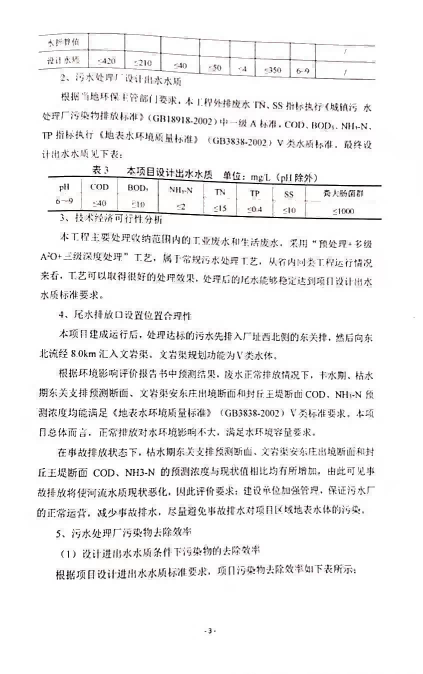 水质数值 /
设计水质 ≤420 ≤210 ≤40 ≤50 ≤4 ≤350 6~9 /
2、污水处理厂设计出水水质
根据当地环保主管部门要求，本工程外排废水 TN、SS 指标执行《城镇污 水
处理厂污染物排放标准》（GB18918-2002）中一级 A 标准，COD、BOD₅、NH₃-N、
TP 指标执行《地表水环境质量标准》（GB3838-2002）V 类水质标准。最终设
计出水水质见下表：
表 3 本项目设计出水水质 单位：mg/L（pH 除外）
pH COD BOD₅ NH₃-N TN TP SS 粪大肠菌群
6～9 ≤40 ≤10 ≤2 ≤15 ≤0.4 ≤10 ≤1000
3、技术经济可行性分析
本工程主要处理收纳范围内的工业废水和生活废水，采用“预处理+多级
A²O+三级深度处理”工艺，属于常规污水处理工艺，从省内同类工程运行情况
来看，工艺可以取得很好的处理效果，处理后的尾水能够稳定达到项目设计出水
水质标准要求。
4、尾水排放口设置位置合理性
本项目建成运行后，处理达标的污水先排入厂址西北侧的东关排，然后向东
北流经 8.0km 汇入文岩渠。文岩渠规划功能为V类水体。
根据环境影响评价报告书中预测结果，废水正常排放情况下，丰水期、枯水
期东关支排预测断面、文岩渠安东庄出境断面和封丘王堤断面 COD、NH₃-N 预
测浓度均能满足《地表水环境质量标准》（GB3838-2002）V类标准要求。本项
目总体而言，正常排放对水环境影响不大，满足水环境容量要求。
在事故排放状态下，枯水期东关支排预测断面、文岩渠安东庄出境断面和封
丘王堤断面 COD、NH3-N 的预测浓度与现状值相比均有所增加，由此可见事
故排放将使河流水质现状恶化，因此评价要求：建设单位加强管理，保证污水厂
的正常运营，减少事故排水，尽量避免事故排水对项目区域地表水体的污染。
5、污水处理厂污染物去除效率
（1）设计进出水水质条件下污染物的去除效率
根据项目设计进出水水质标准要求，项目污染物去除效率如下表所示：
- 3 -